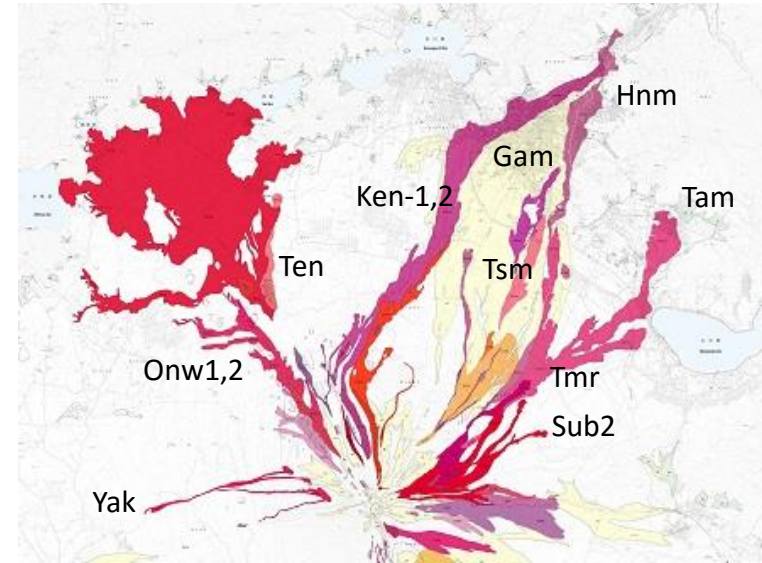 Hnm
Gam
Ken-1,2
Tam
Ten
Tsm
Onw1,2
Tmr
Sub2
Yak